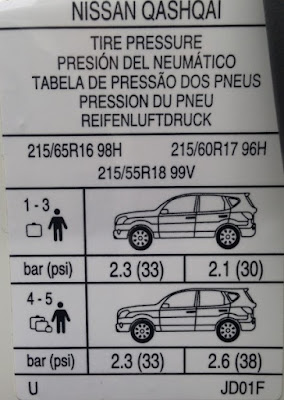 NISSAN QASHQAI
TIRE PRESSURE
PRESIÓN DEL NEUMÁTICO
TABELA DE PRESSÃO DOS PNEUS
PRESSION DU PNEU
REIFENLUFTDRUCK
215/65R16 98H 215/60R17 96H
215/55R18 99V
1 - 3
bar (psi) 2.3 (33) 2.1 (30)
4 - 5
bar (psi) 2.3 (33) 2.6 (38)
U JD01F